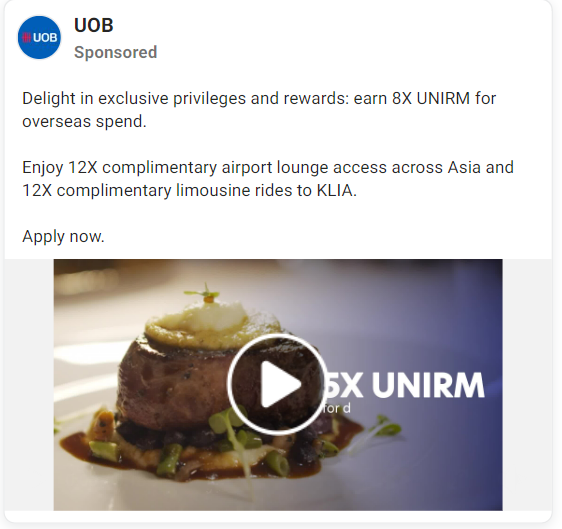 UOB
UOB
Sponsored
Delight in exclusive privileges and rewards: earn 8X UNIRM for
overseas spend.
Enjoy 12X complimentary airport lounge access across Asia and
12X complimentary limousine rides to KLIA.
Apply now.
5X UNIRM
for d